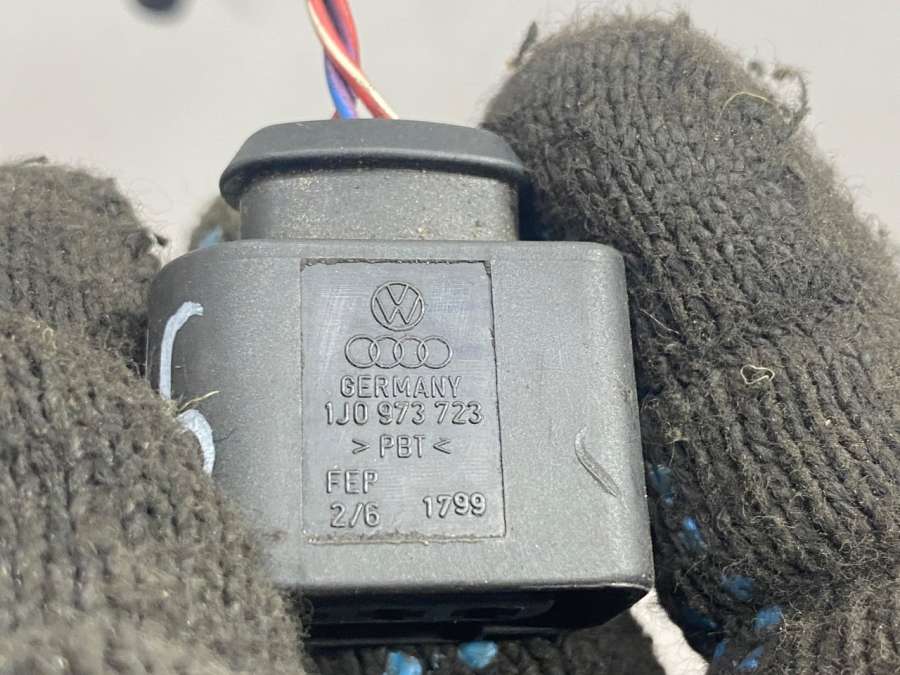 GERMANY
1J0 973 723
> PBT <
FEP
2/6 1799